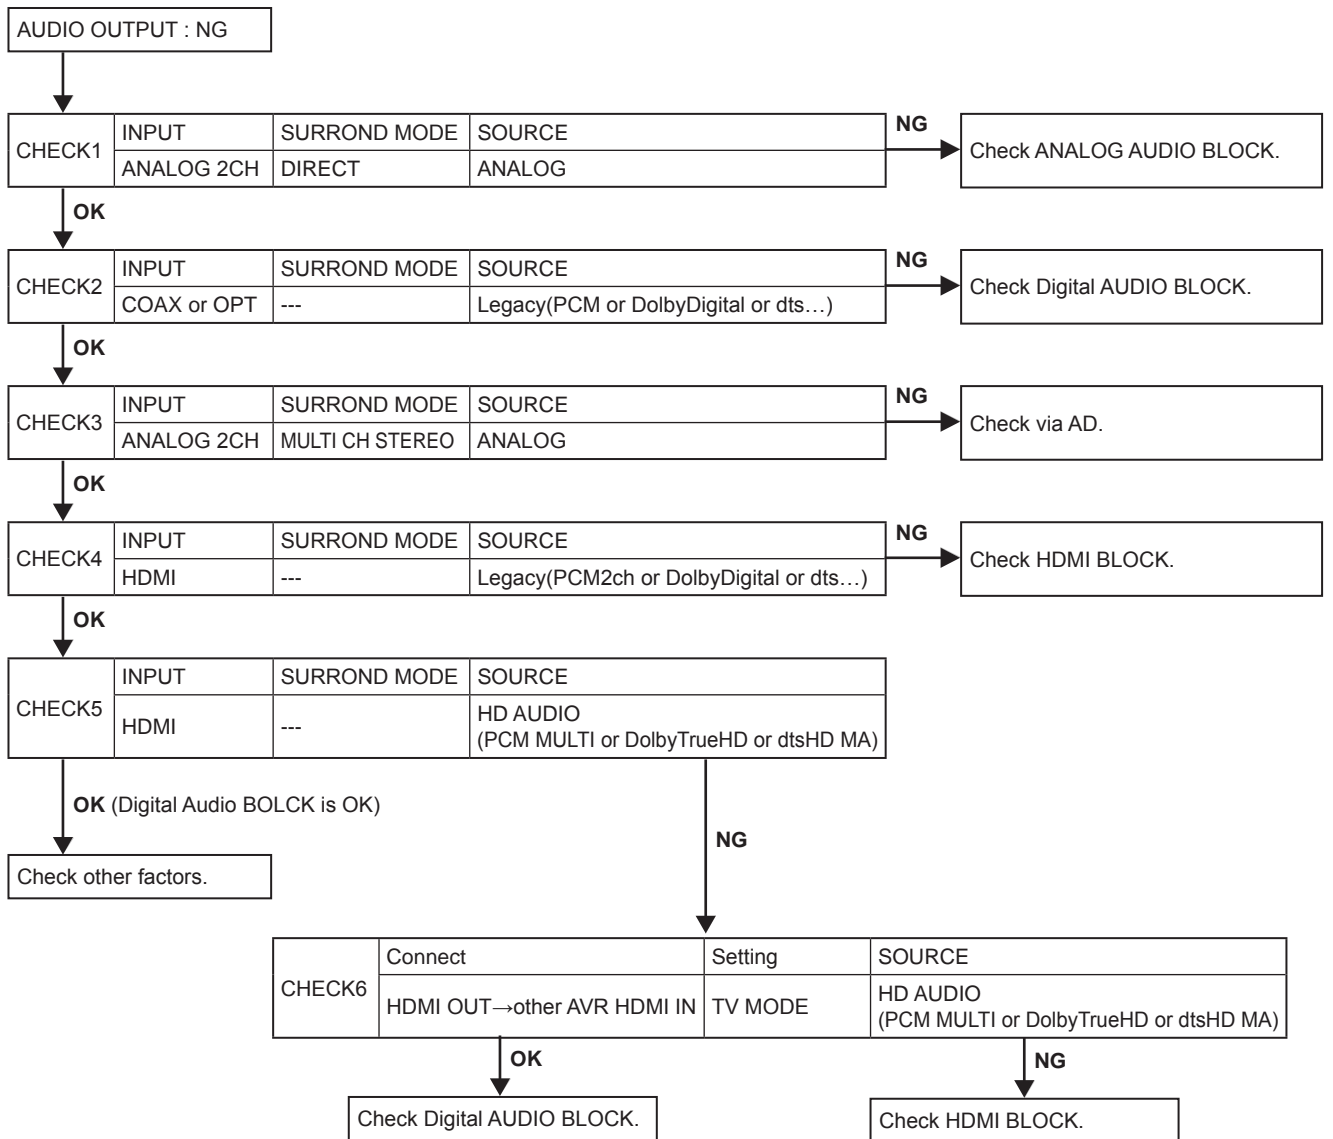 AUDIO OUTPUT : NG
CHECK1
INPUT SURROND MODE SOURCE
ANALOG 2CH DIRECT ANALOG
NG
Check ANALOG AUDIO BLOCK.
OK
CHECK2
INPUT SURROND MODE SOURCE
COAX or OPT --- Legacy(PCM or DolbyDigital or dts…)
NG
Check Digital AUDIO BLOCK.
OK
CHECK3
INPUT SURROND MODE SOURCE
ANALOG 2CH MULTI CH STEREO ANALOG
NG
Check via AD.
OK
CHECK4
INPUT SURROND MODE SOURCE
HDMI --- Legacy(PCM2ch or DolbyDigital or dts…)
NG
Check HDMI BLOCK.
OK
CHECK5
INPUT SURROND MODE SOURCE
HDMI --- HD AUDIO
(PCM MULTI or DolbyTrueHD or dtsHD MA)
OK (Digital Audio BOLCK is OK)
NG
Check other factors.
CHECK6
Connect Setting SOURCE
HDMI OUT→other AVR HDMI IN TV MODE HD AUDIO
(PCM MULTI or DolbyTrueHD or dtsHD MA)
OK
NG
Check Digital AUDIO BLOCK.
Check HDMI BLOCK.